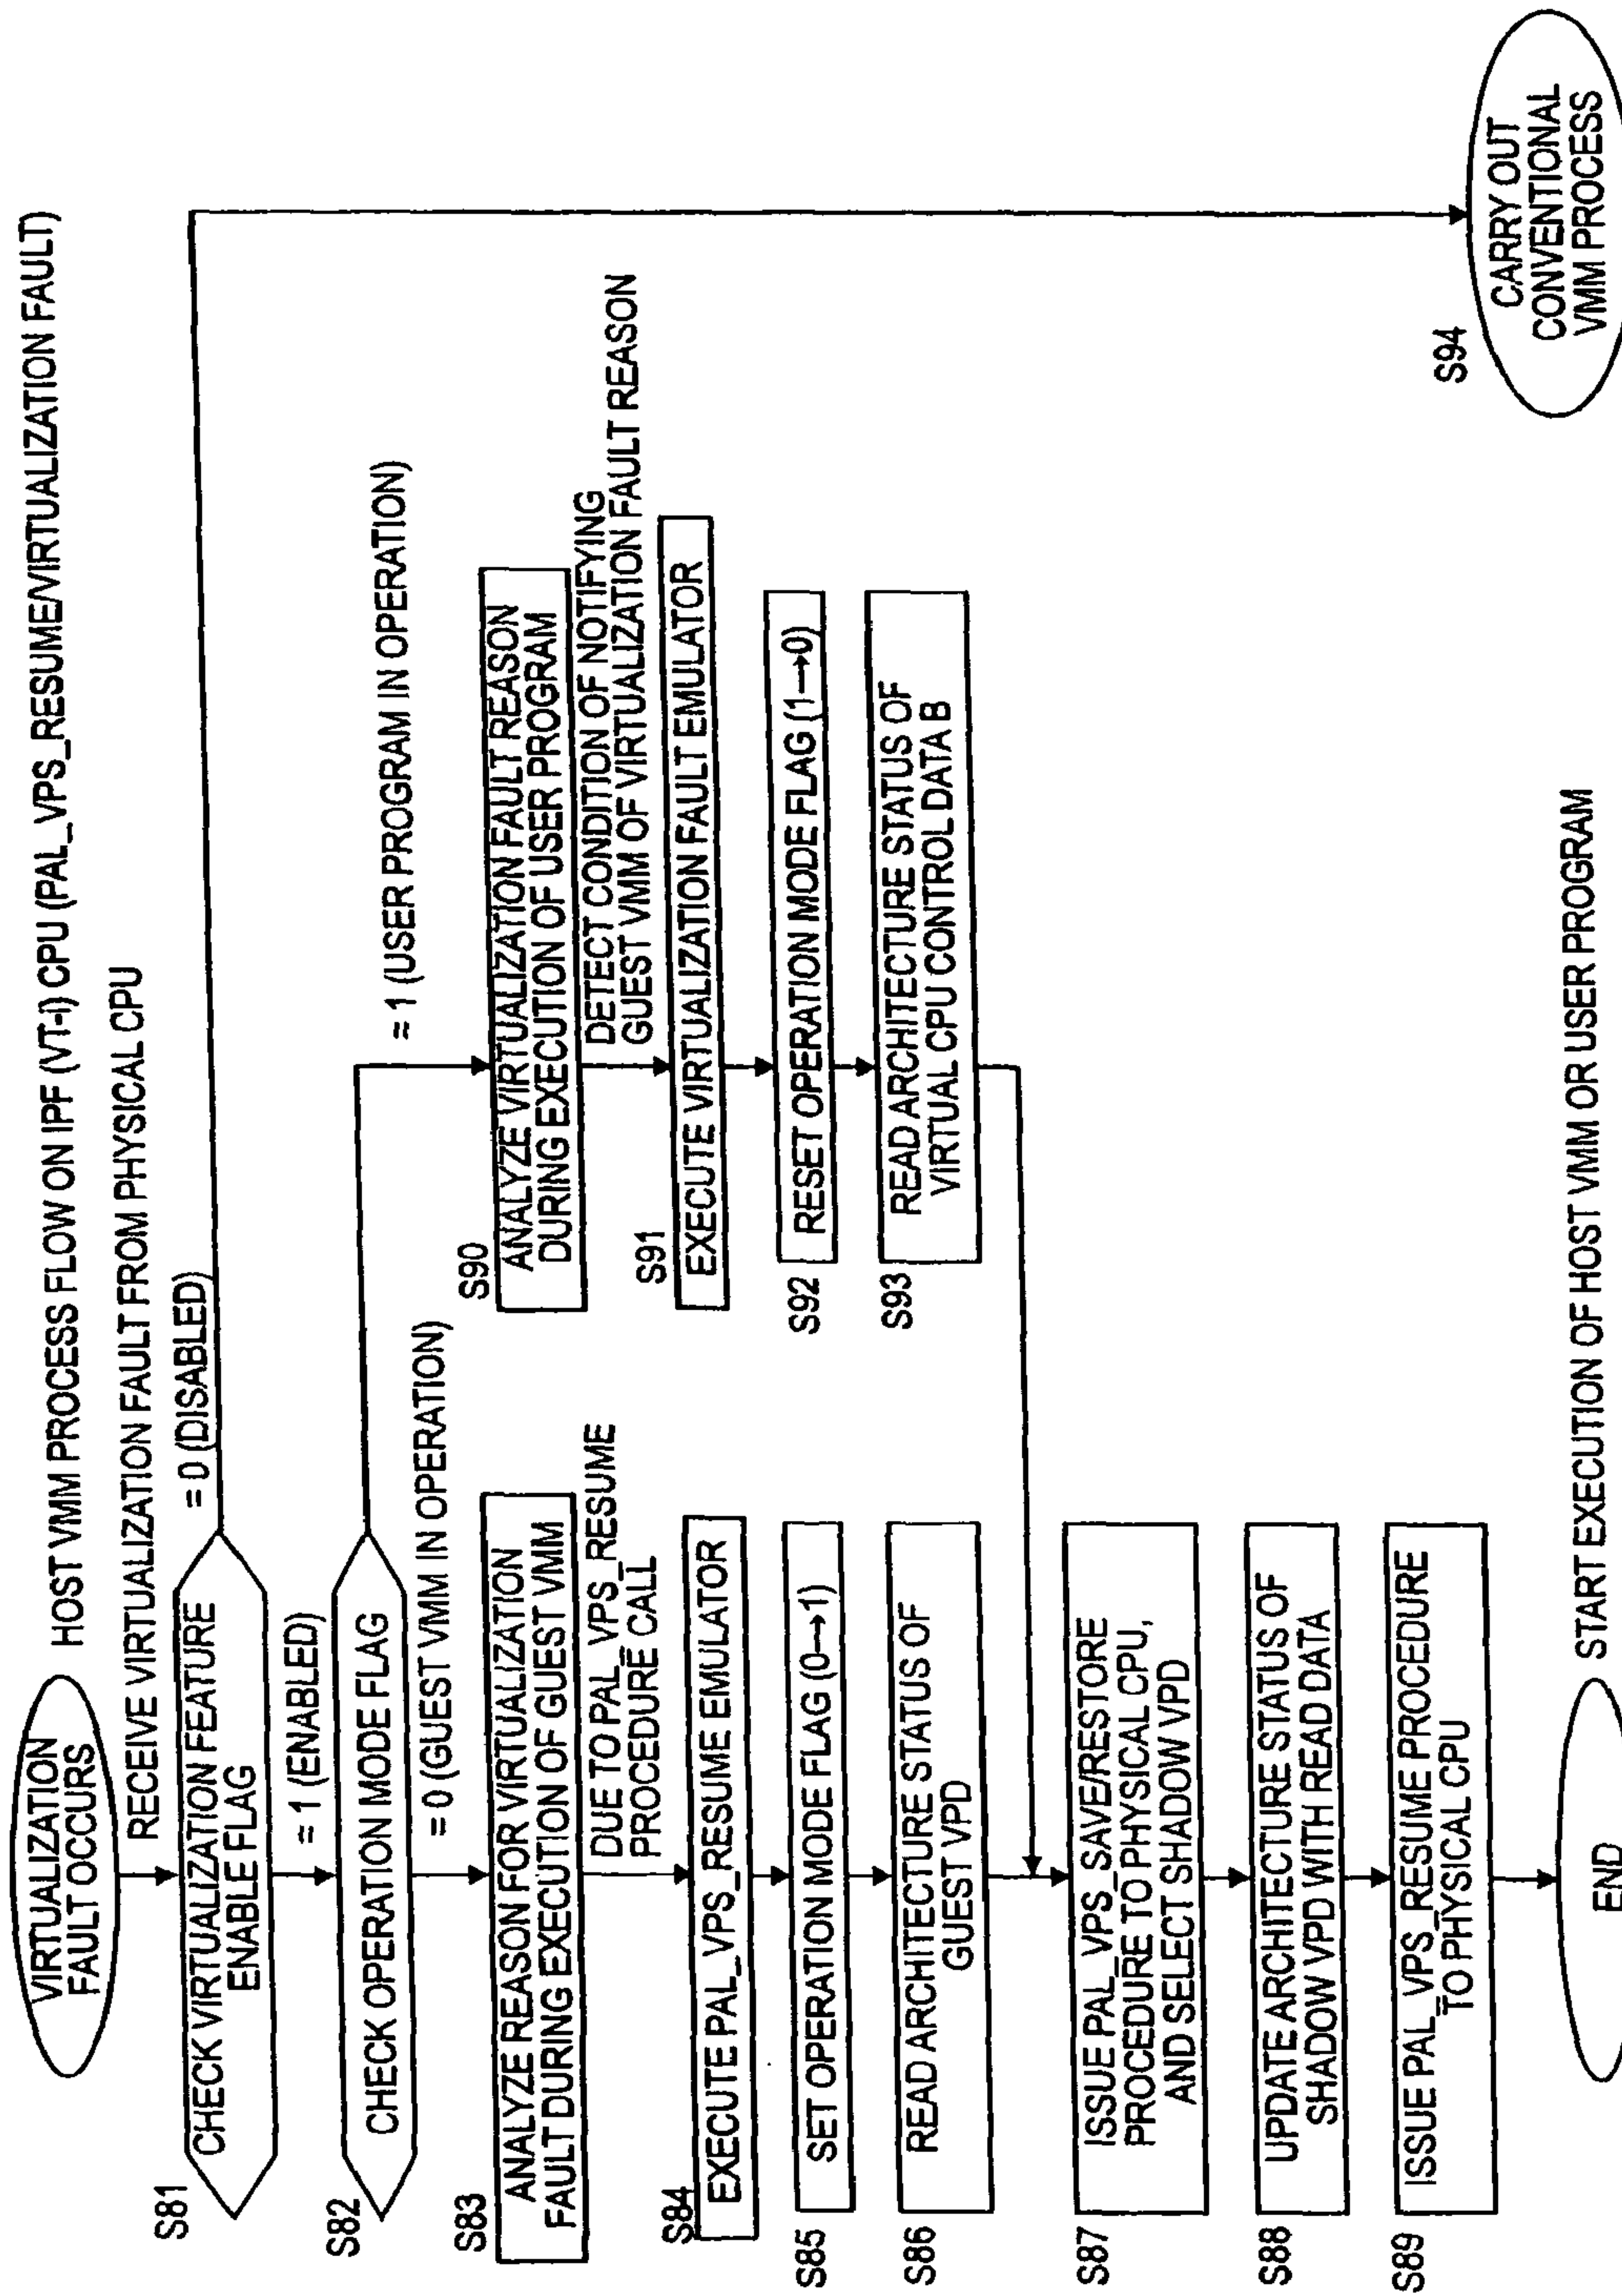 HOST VMM PROCESS FLOW ON IPF (VT-i) CPU (PAL_VPS_RESUME/VIRTUALIZATION FAULT)
VIRTUALIZATION
FAULT OCCURS
RECEIVE VIRTUALIZATION FAULT FROM PHYSICAL CPU
S81
CHECK VIRTUALIZATION FEATURE
ENABLE FLAG
= 0 (DISABLED)
= 1 (ENABLED)
S82
CHECK OPERATION MODE FLAG
= 1 (USER PROGRAM IN OPERATION)
= 0 (GUEST VMM IN OPERATION)
S83
ANALYZE REASON FOR VIRTUALIZATION
FAULT DURING EXECUTION OF GUEST VMM
DUE TO PAL_VPS_RESUME
PROCEDURE CALL
S84
EXECUTE PAL_VPS_RESUME EMULATOR
S85
SET OPERATION MODE FLAG (0→1)
S86
READ ARCHITECTURE STATUS OF
GUEST VPD
S90
ANALYZE VIRTUALIZATION FAULT REASON
DURING EXECUTION OF USER PROGRAM
DETECT CONDITION OF NOTIFYING
GUEST VMM OF VIRTUALIZATION FAULT REASON
S91
EXECUTE VIRTUALIZATION FAULT EMULATOR
S92
RESET OPERATION MODE FLAG (1→0)
S93
READ ARCHITECTURE STATUS OF
VIRTUAL CPU CONTROL DATA B
S87
ISSUE PAL_VPS_SAVE/RESTORE
PROCEDURE TO PHYSICAL CPU,
AND SELECT SHADOW VPD
S88
UPDATE ARCHITECTURE STATUS OF
SHADOW VPD WITH READ DATA
S89
ISSUE PAL_VPS_RESUME PROCEDURE
TO PHYSICAL CPU
END
START EXECUTION OF HOST VMM OR USER PROGRAM
S94
CARRY OUT
CONVENTIONAL
VMM PROCESS